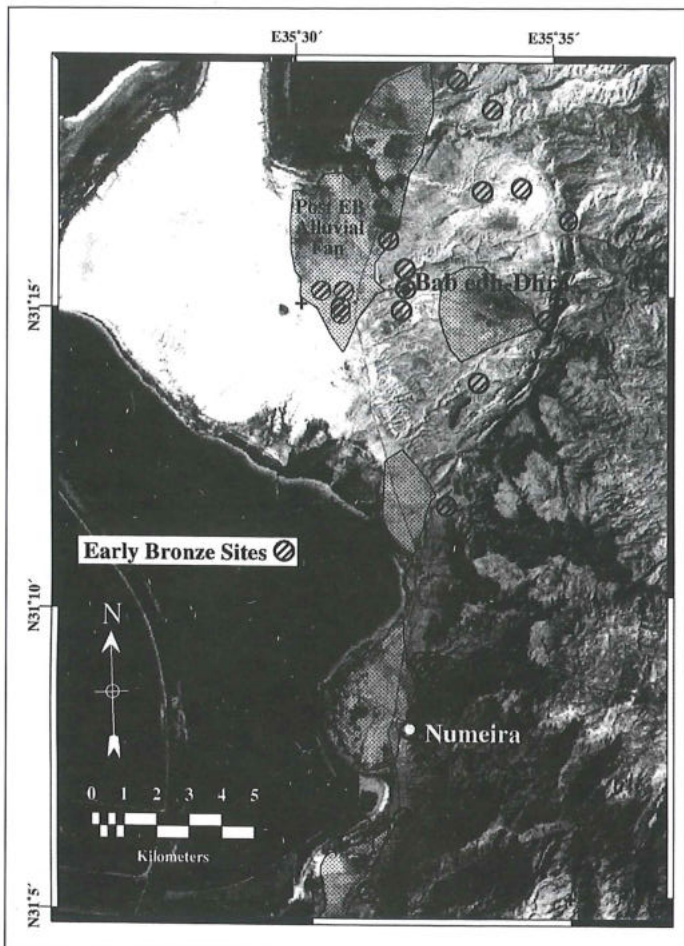 E35°30' E35°35'
Post EB
Alluvial
Fan
Bab edh-Dhr
N31°15'
Early Bronze Sites
N31°10'
N
Numeira
0 1 2 3 4 5
Kilometers
N31°5'